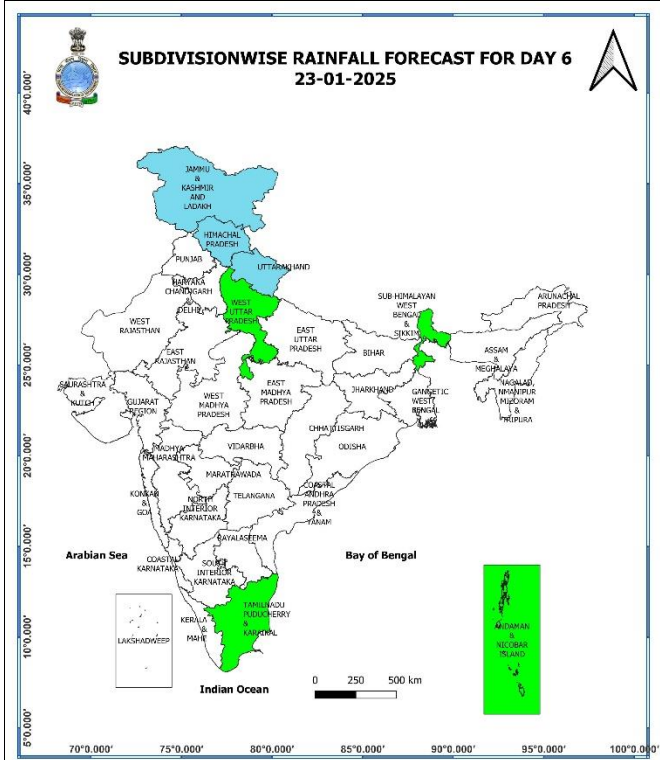 SUBDIVISIONWISE RAINFALL FORECAST FOR DAY 6
23-01-2025
40°0.000'
35°0.000'
30°0.000'
25°0.000'
20°0.000'
15°0.000'
10°0.000'
5°0.000'
JAMMU
&
KASHMIR
AND
LADAKH
HIMACHAL
PRADESH
PUNJAB
UTTARAKHAND
HARYANA
CHANDIGARH
&
DELHI
WEST
UTTAR
PRADESH
WEST
RAJASTHAN
EAST
RAJASTHAN
EAST
UTTAR
PRADESH
SUB HIMALAYAN
WEST
BENGAL
&
SIKKIM
ARUNACHAL
PRADESH
BIHAR
ASSAM
&
MEGHALAYA
NAGALAD,
NMANIPUR
MIZORAM
&
TRIPURA
SAURASHTRA
&
KUTCH
GUJARAT
REGION
WEST
MADHYA
PRADESH
EAST
MADHYA
PRADESH
JHARKHAND
GANGETIC
WEST
BENGAL
CHHATISGARH
ODISHA
MADHYA
MAHARASHTRA
VIDARBHA
MARATHWADA
KONKAN
&
GOA
NORTH
INTERIOR
KARNATAKA
TELANGANA
COASTAL
ANDHRA
PRADESH
&
YANAM
RAYALASEEMA
Arabian Sea
Bay of Bengal
COASTAL
KARNATAKA
SOUTH
INTERIOR
KARNATAKA
TAMILNADU
PUDUCHERRY
&
KARAIKAL
KERALA
&
MAHE
LAKSHADWEEP
ANDAMAN
&
NICOBAR
ISLAND
Indian Ocean
0 250 500 km
70°0.000' 75°0.000' 80°0.000' 85°0.000' 90°0.000' 95°0.000' 100°0.000'